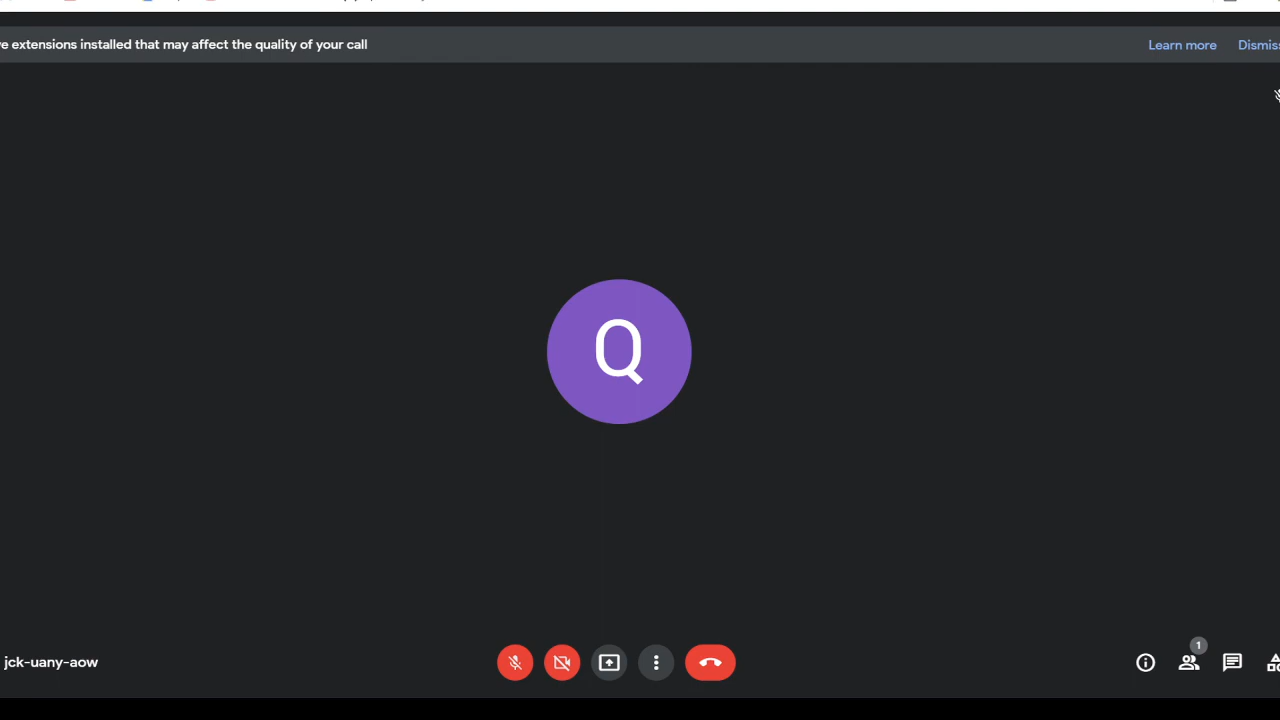 extensions installed that may affect the quality of your call
Learn more
Q
1
jck-uany-aow